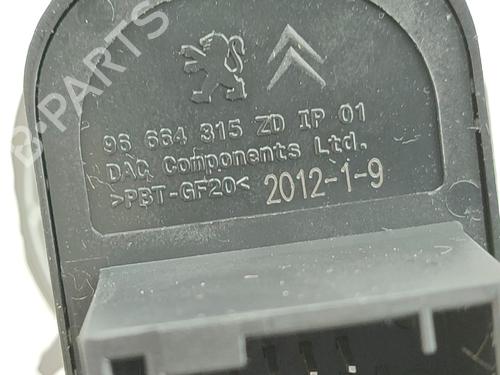 B-PARTS
96 664 315 ZD IP 01
DAC Components Ltd.
>PBT-GF20<
2012-1-9